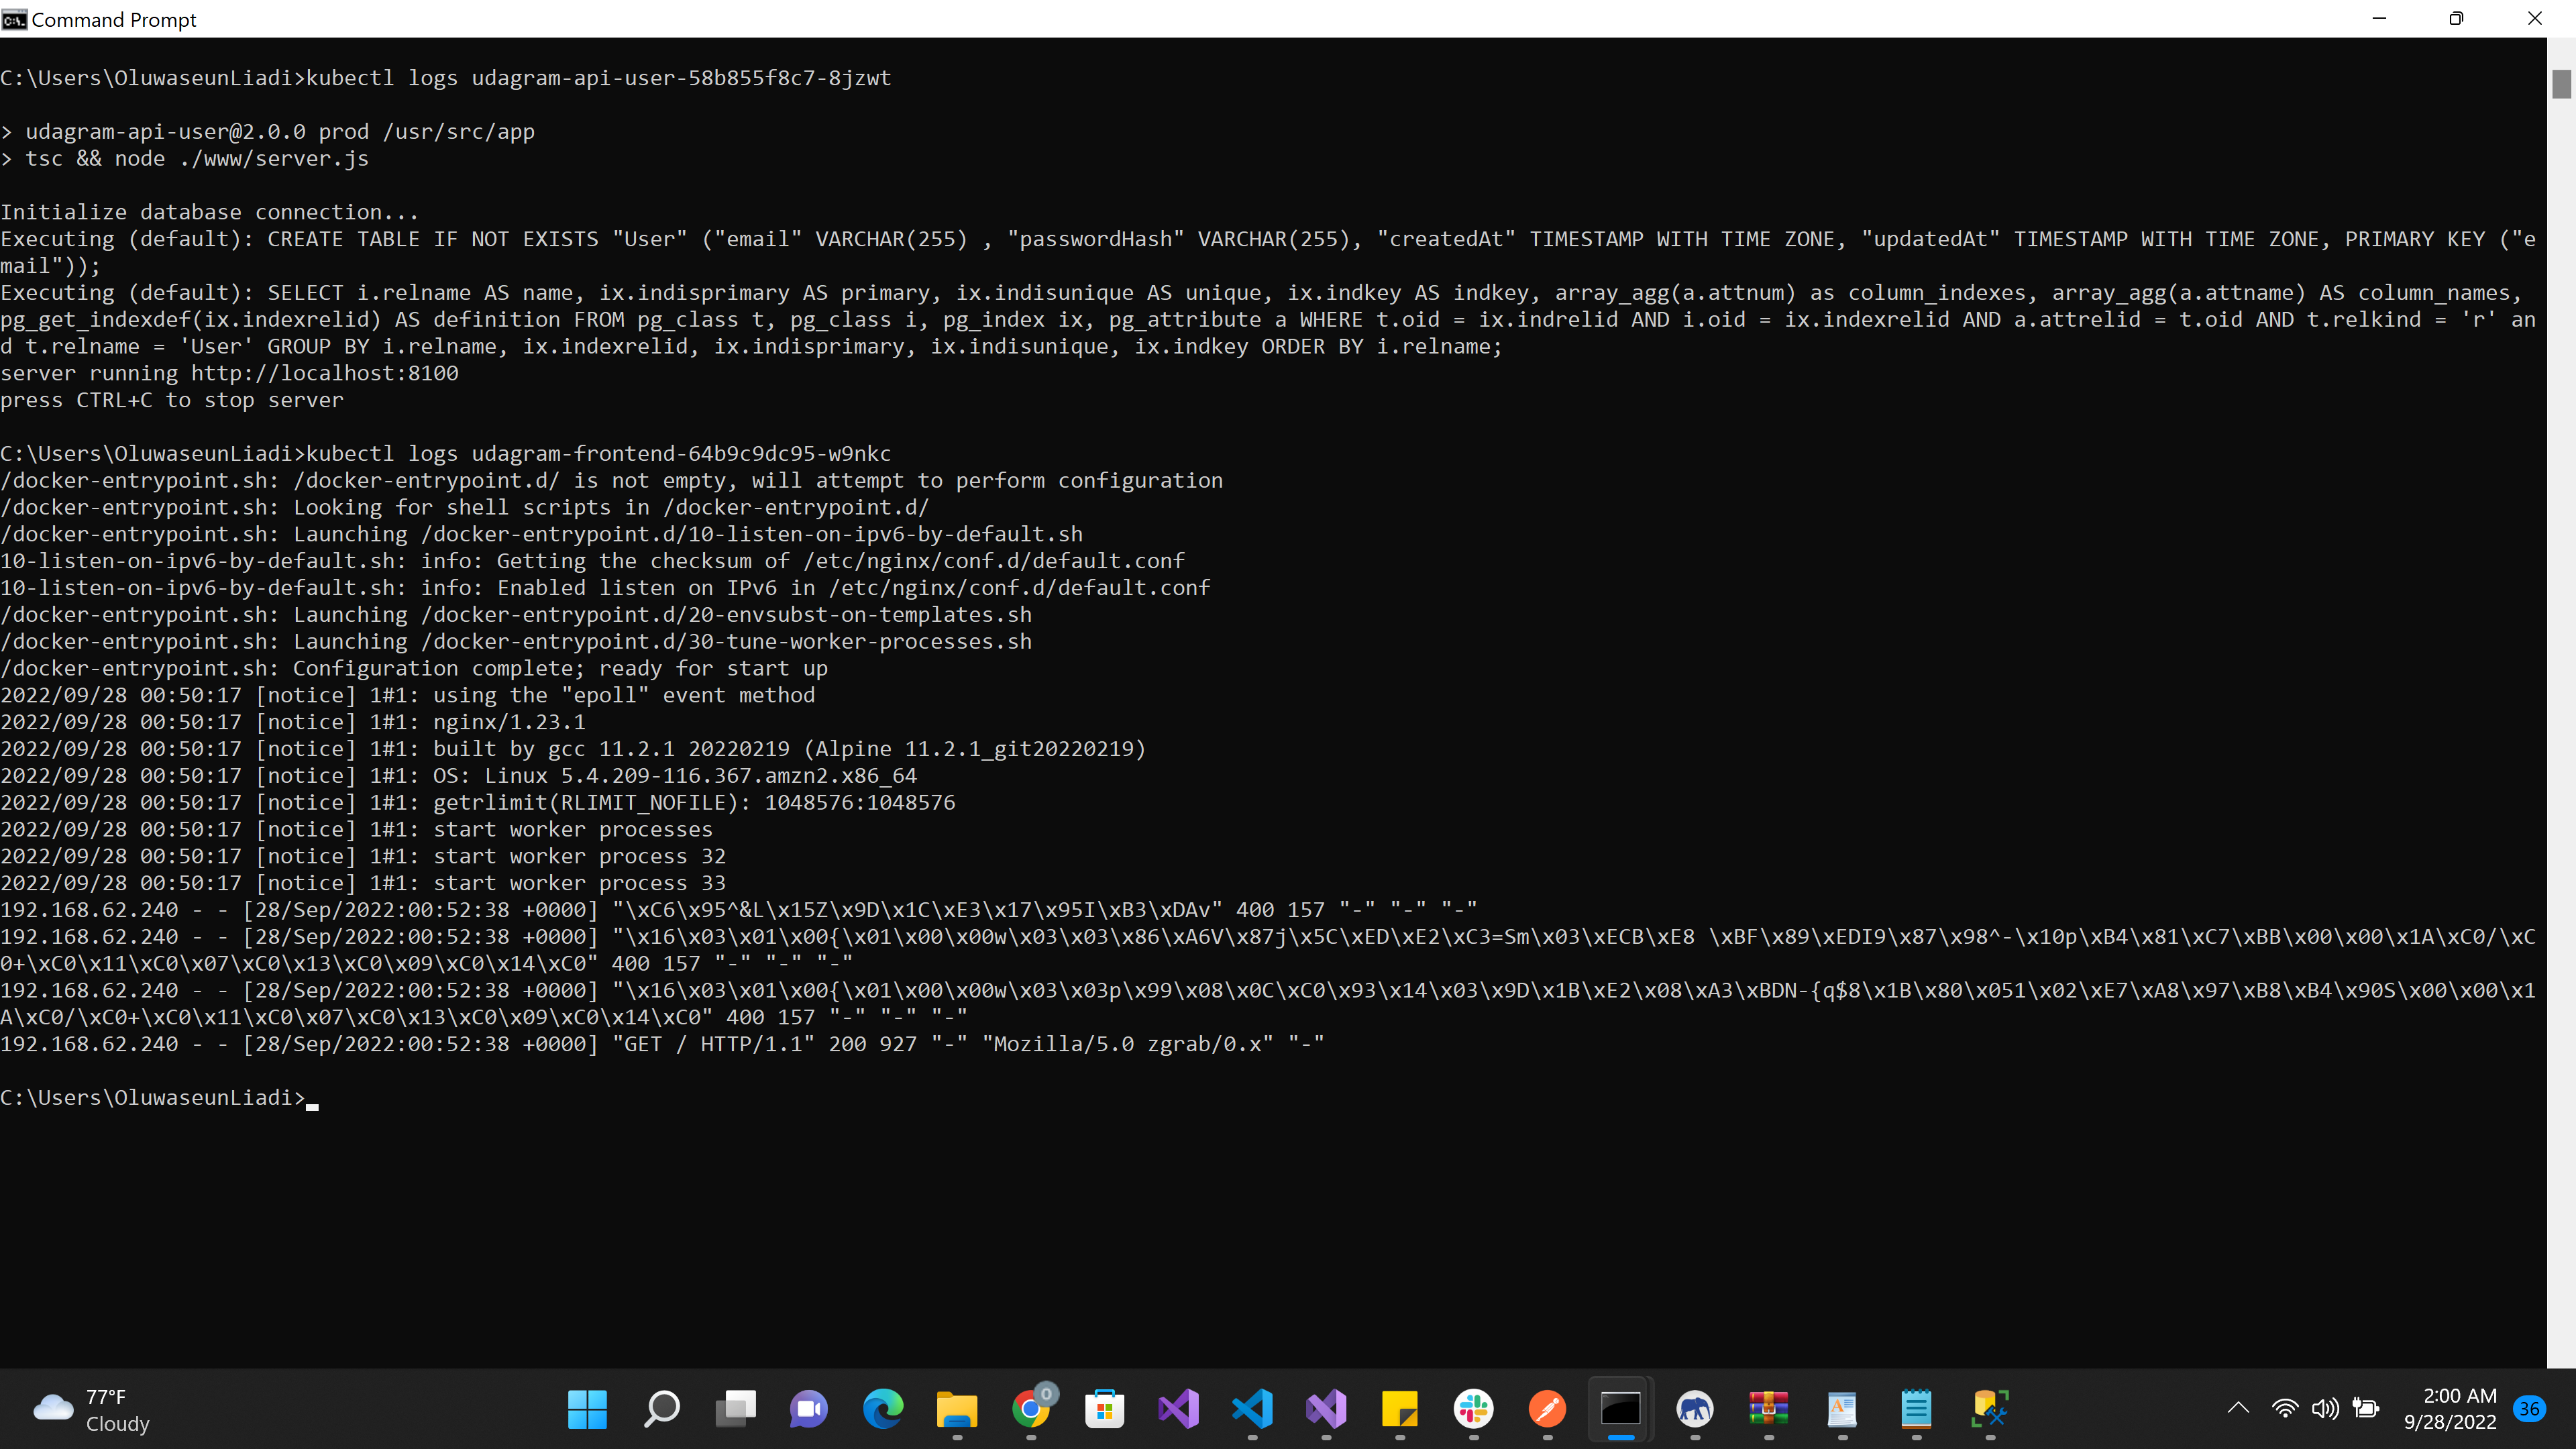 Command Prompt
C:\Users\OluwaseunLiadi>kubectl logs udagram-api-user-58b855f8c7-8jzwt
> udagram-api-user@2.0.0 prod /usr/src/app
> tsc && node ./www/server.js
Initialize database connection...
Executing (default): CREATE TABLE IF NOT EXISTS "User" ("email" VARCHAR(255) , "passwordHash" VARCHAR(255), "createdAt" TIMESTAMP WITH TIME ZONE, "updatedAt" TIMESTAMP WITH TIME ZONE, PRIMARY KEY ("e
mail"));
Executing (default): SELECT i.relname AS name, ix.indisprimary AS primary, ix.indisunique AS unique, ix.indkey AS indkey, array_agg(a.attnum) as column_indexes, array_agg(a.attname) AS column_names,
pg_get_indexdef(ix.indexrelid) AS definition FROM pg_class t, pg_class i, pg_index ix, pg_attribute a WHERE t.oid = ix.indrelid AND i.oid = ix.indexrelid AND a.attrelid = t.oid AND t.relkind = 'r' an
d t.relname = 'User' GROUP BY i.relname, ix.indexrelid, ix.indisprimary, ix.indisunique, ix.indkey ORDER BY i.relname;
server running http://localhost:8100
press CTRL+C to stop server
C:\Users\OluwaseunLiadi>kubectl logs udagram-frontend-64b9c9dc95-w9nkc
/docker-entrypoint.sh: /docker-entrypoint.d/ is not empty, will attempt to perform configuration
/docker-entrypoint.sh: Looking for shell scripts in /docker-entrypoint.d/
/docker-entrypoint.sh: Launching /docker-entrypoint.d/10-listen-on-ipv6-by-default.sh
10-listen-on-ipv6-by-default.sh: info: Getting the checksum of /etc/nginx/conf.d/default.conf
10-listen-on-ipv6-by-default.sh: info: Enabled listen on IPv6 in /etc/nginx/conf.d/default.conf
/docker-entrypoint.sh: Launching /docker-entrypoint.d/20-envsubst-on-templates.sh
/docker-entrypoint.sh: Launching /docker-entrypoint.d/30-tune-worker-processes.sh
/docker-entrypoint.sh: Configuration complete; ready for start up
2022/09/28 00:50:17 [notice] 1#1: using the "epoll" event method
2022/09/28 00:50:17 [notice] 1#1: nginx/1.23.1
2022/09/28 00:50:17 [notice] 1#1: built by gcc 11.2.1 20220219 (Alpine 11.2.1_git20220219)
2022/09/28 00:50:17 [notice] 1#1: OS: Linux 5.4.209-116.367.amzn2.x86_64
2022/09/28 00:50:17 [notice] 1#1: getrlimit(RLIMIT_NOFILE): 1048576:1048576
2022/09/28 00:50:17 [notice] 1#1: start worker processes
2022/09/28 00:50:17 [notice] 1#1: start worker process 32
2022/09/28 00:50:17 [notice] 1#1: start worker process 33
192.168.62.240 - - [28/Sep/2022:00:52:38 +0000] "\xC6\x95^&L\x15Z\x9D\x1C\xE3\x17\x95I\xB3\xDAv" 400 157 "-" "-" "-"
192.168.62.240 - - [28/Sep/2022:00:52:38 +0000] "\x16\x03\x01\x00{\x01\x00\x00w\x03\x03\x86\xA6V\x87j\x5C\xED\xE2\xC3=Sm\x03\xECB\xE8 \xBF\x89\xEDI9\x87\x98^-\x10p\xB4\x81\xC7\xBB\x00\x00\x1A\xC0/\xC
0+\xC0\x11\xC0\x07\xC0\x13\xC0\x09\xC0\x14\xC0" 400 157 "-" "-" "-"
192.168.62.240 - - [28/Sep/2022:00:52:38 +0000] "\x16\x03\x01\x00{\x01\x00\x00w\x03\x03p\x99\x08\x0C\xC0\x93\x14\x03\x9D\x1B\xE2\x08\xA3\xBDN-{q$8\x1B\x80\x051\x02\xE7\xA8\x97\xB8\xB4\x90S\x00\x00\x1
A\xC0/\xC0+\xC0\x11\xC0\x07\xC0\x13\xC0\x09\xC0\x14\xC0" 400 157 "-" "-" "-"
192.168.62.240 - - [28/Sep/2022:00:52:38 +0000] "GET / HTTP/1.1" 200 927 "-" "Mozilla/5.0 zgrab/0.x" "-"
C:\Users\OluwaseunLiadi>
77°F
Cloudy
0
2:00 AM
9/28/2022
36